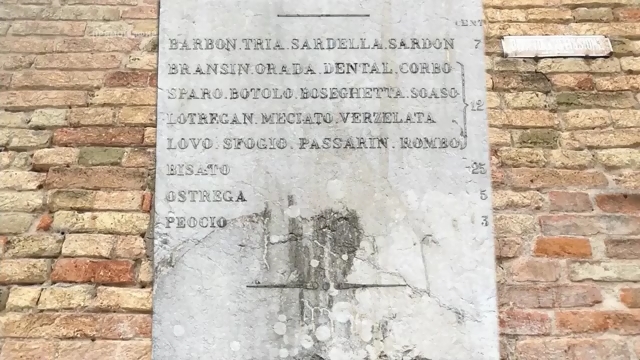 CENT
BARBON. TRIA. SARDELLA. SARDON 7
BRANSIN. ORADA. DENTAL. CORBO
SPARO. BOTOLO. BOSEGHETTA. SOASO 12
LOTREGAN. MECIATO. VERZELATA
LOVO. SFOGIO. PASSARIN. ROMBO
BISATO 25
OSTREGA 5
PEOCIO 3